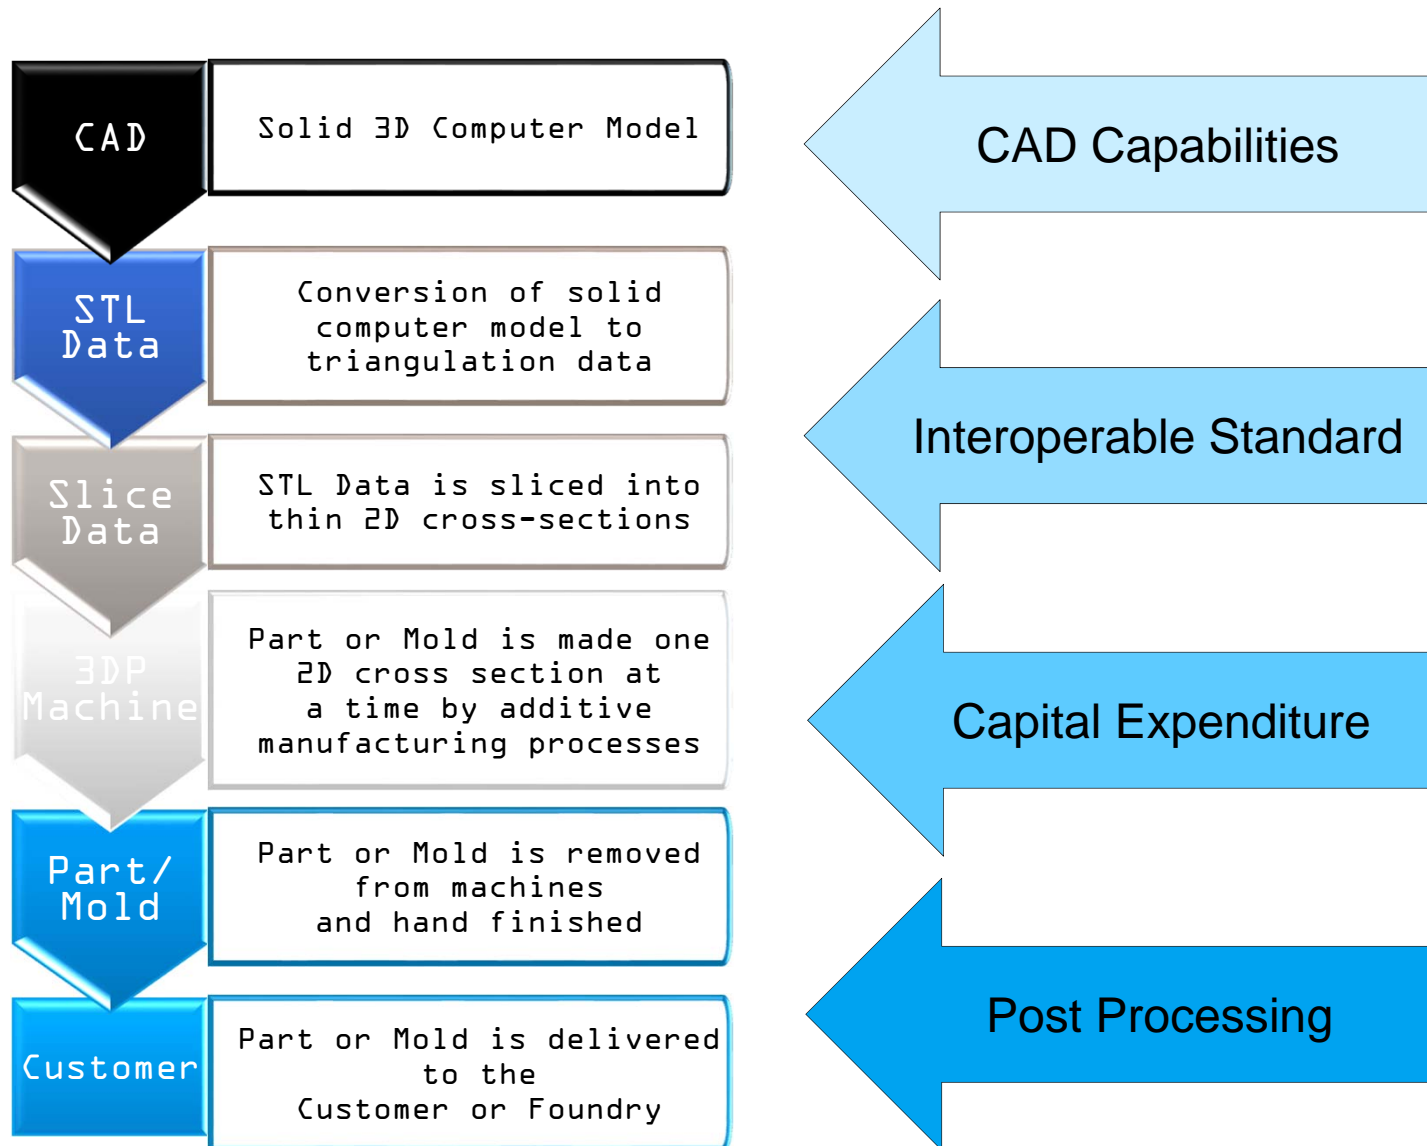 CAD
Solid 3D Computer Model
CAD Capabilities
STL
Data
Conversion of solid
computer model to
triangulation data
Interoperable Standard
Slice
Data
STL Data is sliced into
thin 2D cross-sections
3DP
Machine
Part or Mold is made one
2D cross section at
a time by additive
manufacturing processes
Capital Expenditure
Part/
Mold
Part or Mold is removed
from machines
and hand finished
Post Processing
Customer
Part or Mold is delivered
to the
Customer or Foundry